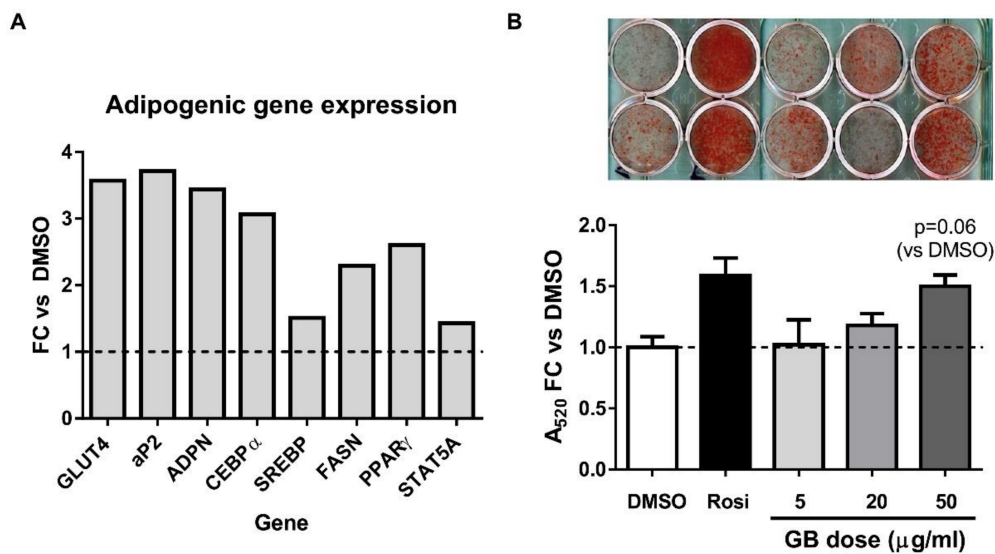 A
Adipogenic gene expression
FC vs DMSO
4
3
2
1
0
GLUT4
aP2
ADPN
CEBPα
SREBP
FASN
PPARγ
STAT5A
Gene
B
A520 FC vs DMSO
2.0
1.5
1.0
0.5
0.0
p=0.06
(vs DMSO)
DMSO Rosi 5 20 50
GB dose (μg/ml)